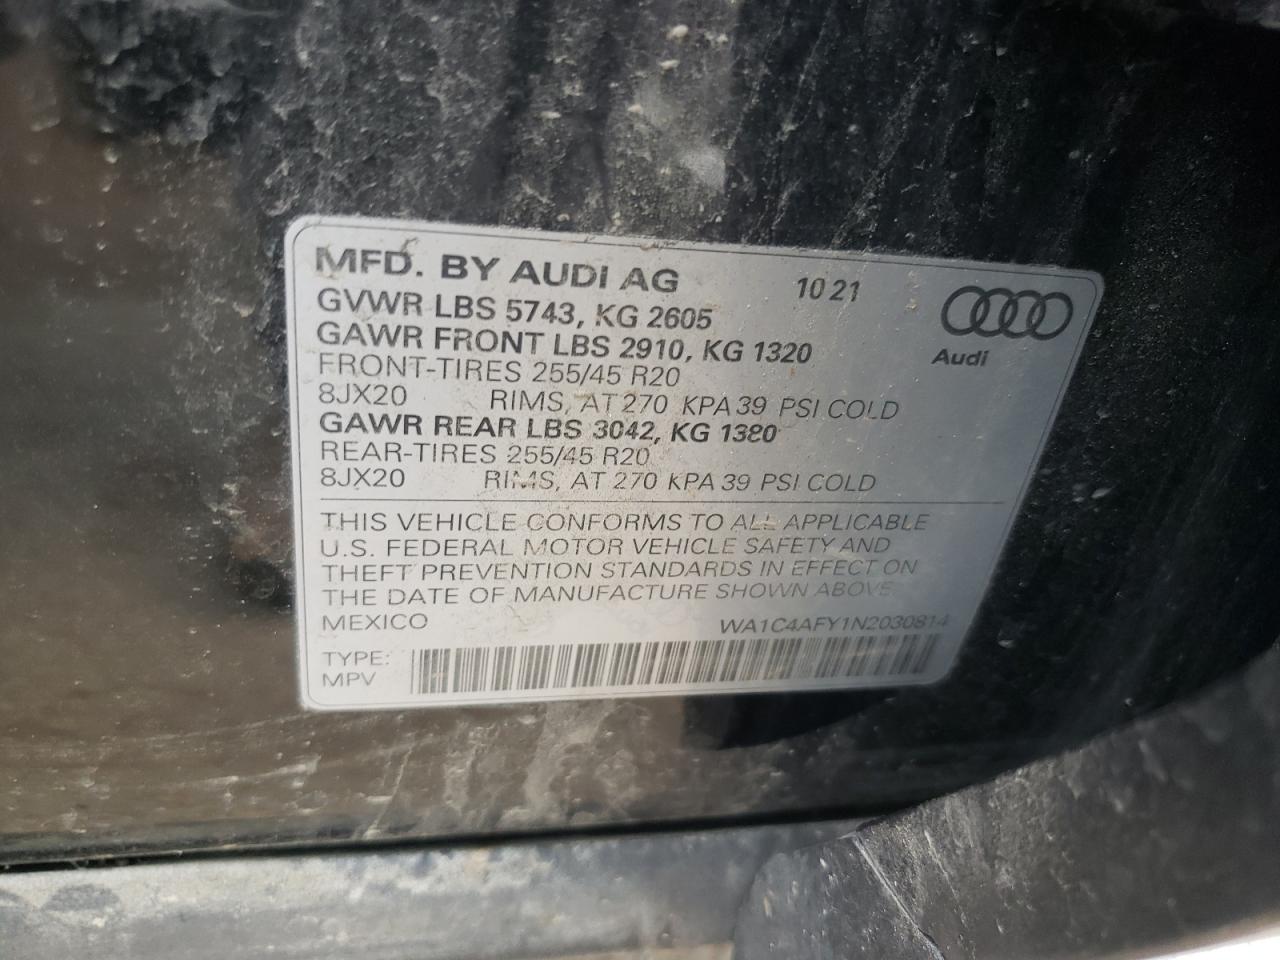 MFD. BY AUDI AG 10 21
GVWR LBS 5743, KG 2605
GAWR FRONT LBS 2910, KG 1320
Audi
FRONT-TIRES 255/45 R20
8JX20 RIMS, AT 270 KPA 39 PSI COLD
GAWR REAR LBS 3042, KG 1380
REAR-TIRES 255/45 R20
8JX20 RIMS, AT 270 KPA 39 PSI COLD
THIS VEHICLE CONFORMS TO ALL APPLICABLE
U.S. FEDERAL MOTOR VEHICLE SAFETY AND
THEFT PREVENTION STANDARDS IN EFFECT ON
THE DATE OF MANUFACTURE SHOWN ABOVE.
MEXICO WA1C4AFY1N2030814
TYPE:
MPV